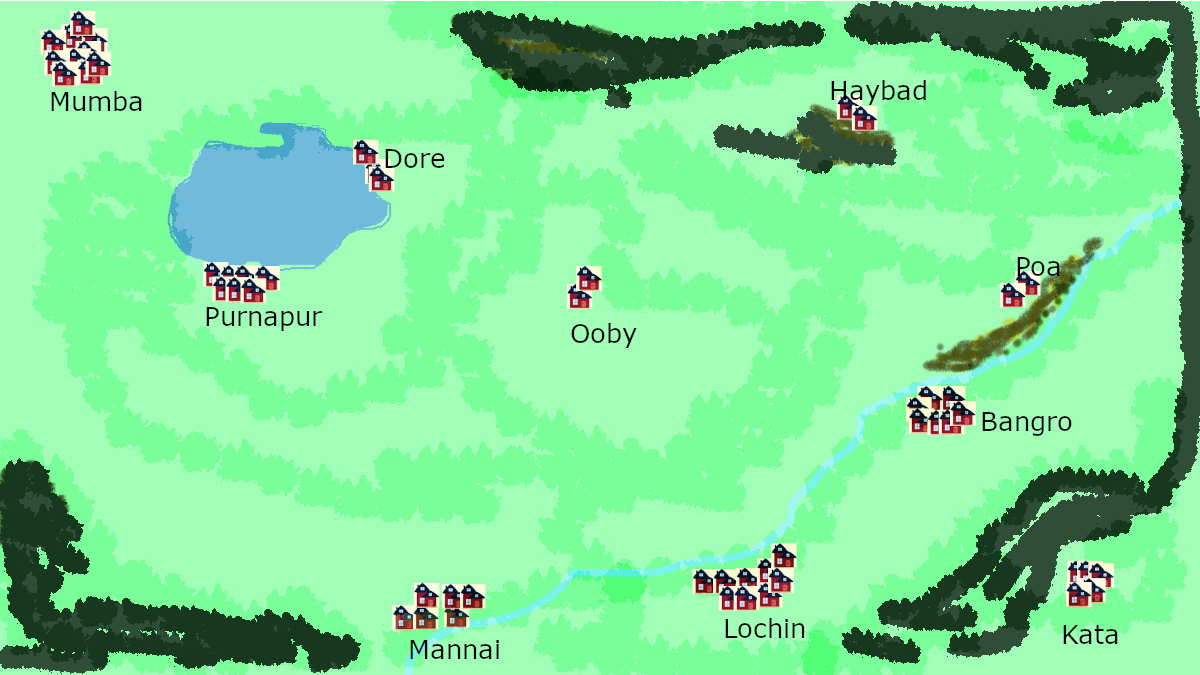 Haybad
Mumba
Dore
Poa
Purnapur
Ooby
Bangro
Lochin
Kata
Mannai